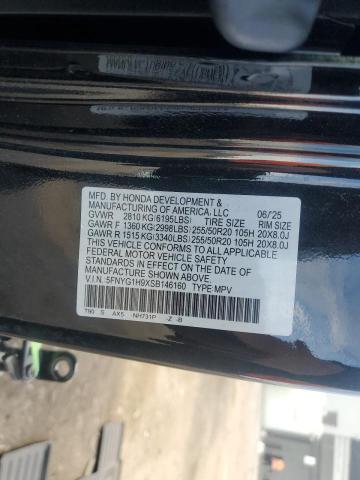 MFD. BY HONDA DEVELOPMENT &
MANUFACTURING OF AMERICA, LLC 06/'25
GVWR 2810 KG(6195LBS) TIRE SIZE RIM SIZE
GAWR F 1360 KG(2998LBS) 255/50R20 105H 20X8.0J
GAWR R 1515 KG(3340LBS) 255/50R20 105H 20X8.0J
THIS VEHICLE CONFORMS TO ALL APPLICABLE
FEDERAL MOTOR VEHICLE SAFETY
STANDARDS IN EFFECT ON THE DATE OF
MANUFACTURE SHOWN ABOVE.
V.I.N. 5FNYG1H9XSB146160 TYPE:MPV
T90 S AX5 -NH731P -Z -B